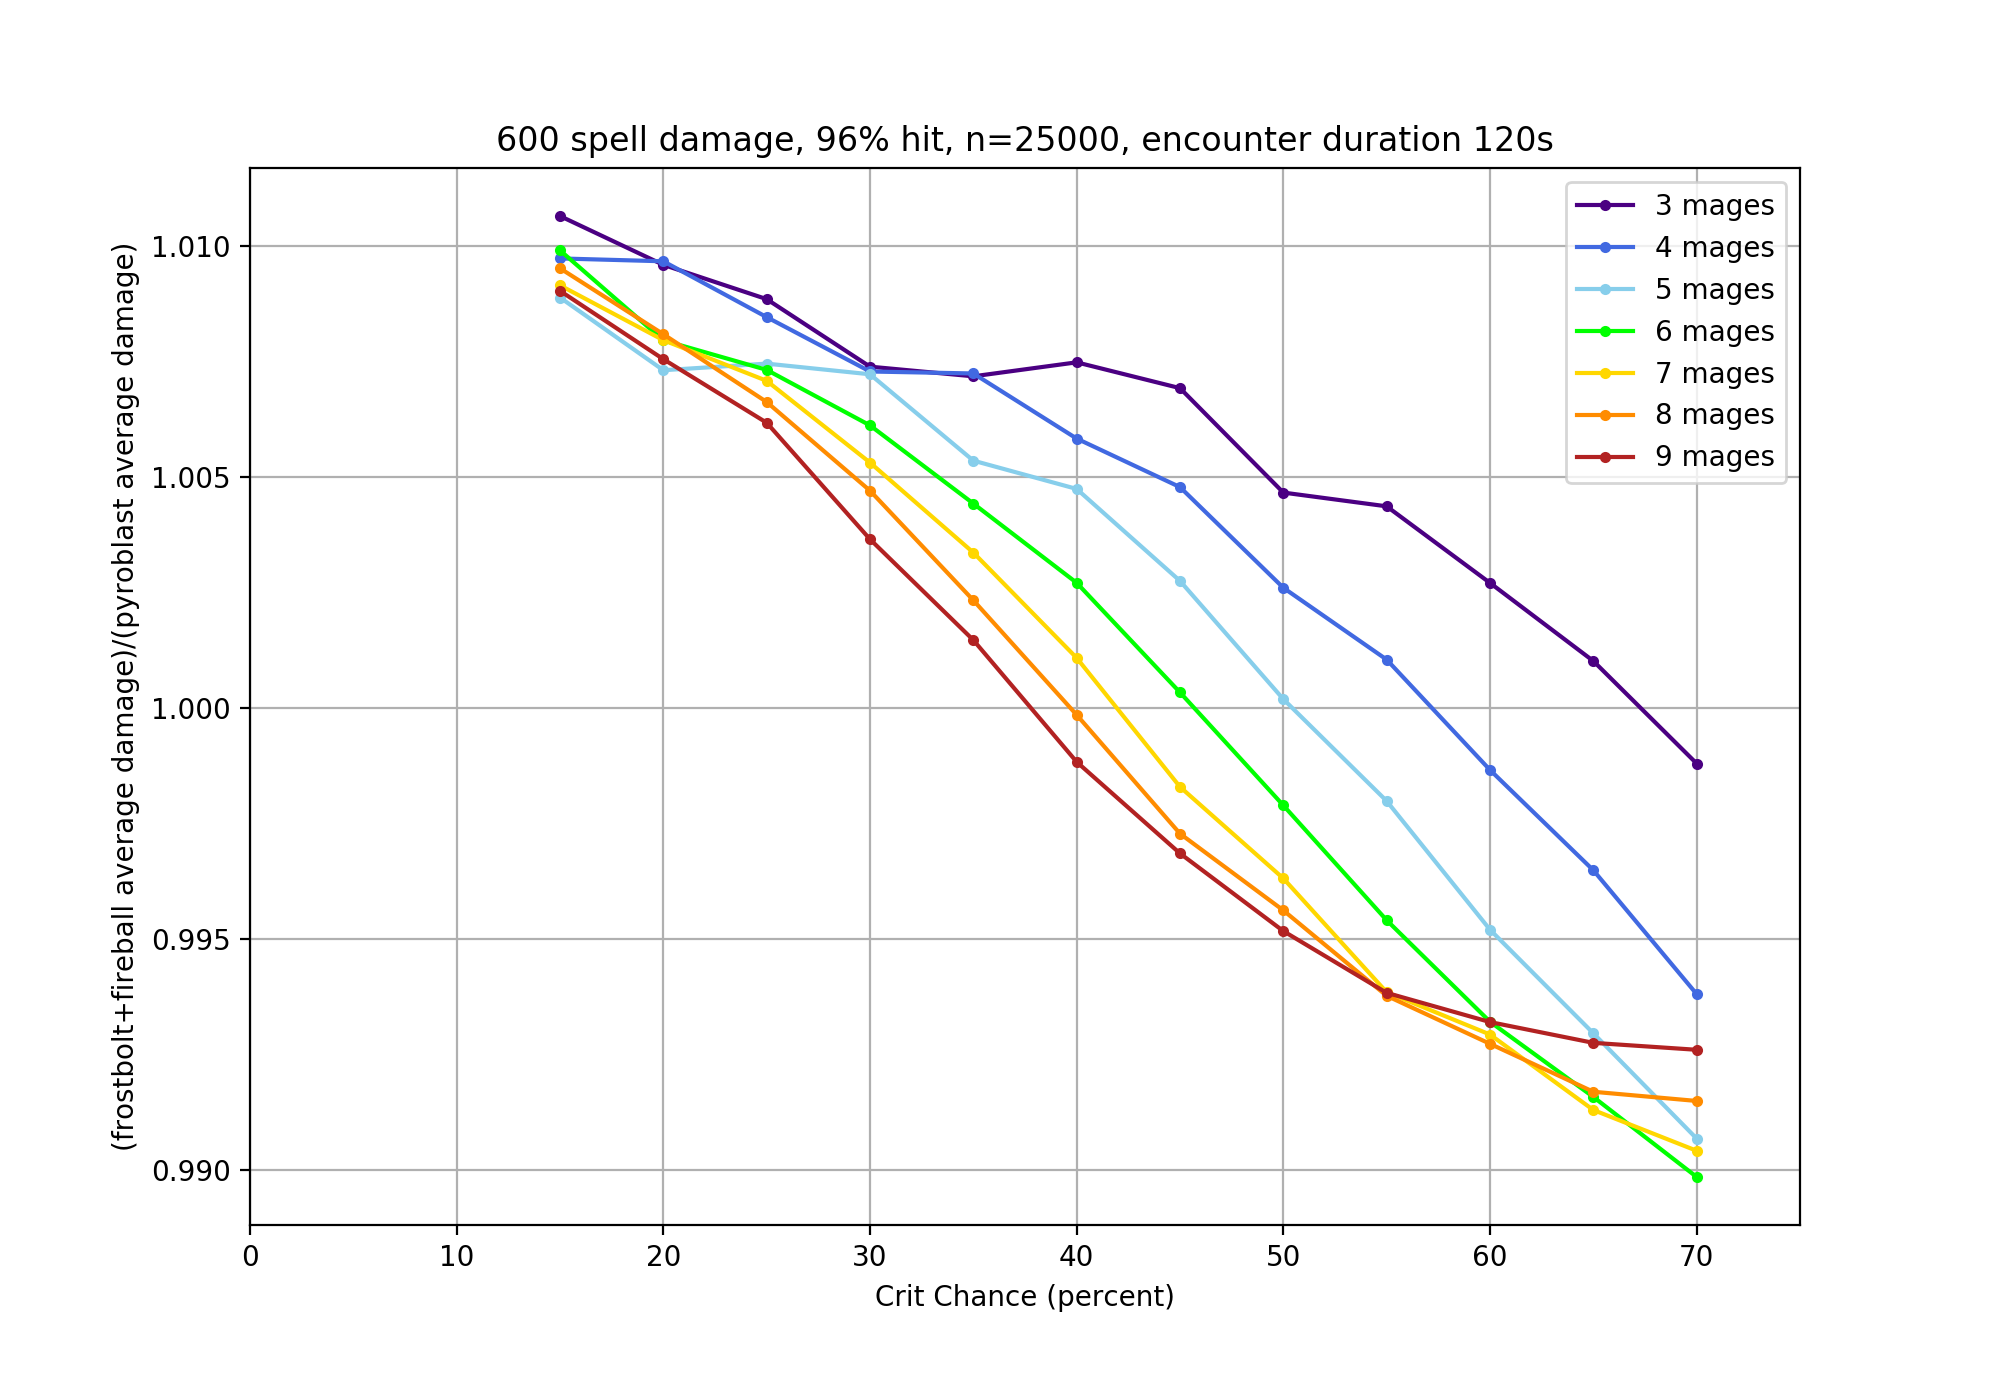 600 spell damage, 96% hit, n=25000, encounter duration 120s
3 mages
4 mages
5 mages
6 mages
7 mages
8 mages
9 mages
(frostbolt+fireball average damage)/(pyroblast average damage)
1.010
1.005
1.000
0.995
0.990
0 10 20 30 40 50 60 70
Crit Chance (percent)